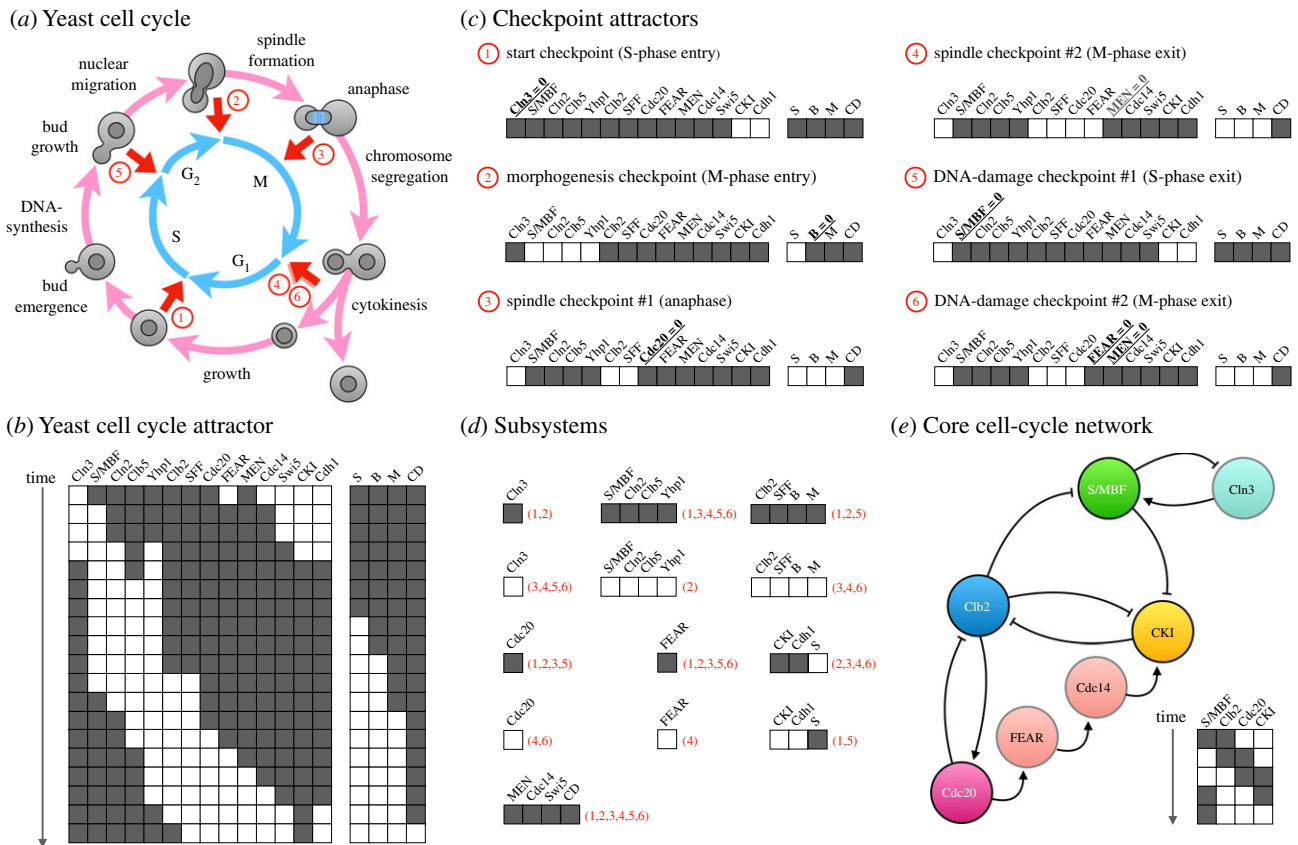 (a) Yeast cell cycle
spindle
formation
nuclear
migration
anaphase
bud
growth
chromosome
segregation
DNA-
synthesis
bud
emergence
cytokinesis
growth
G2
M
S
G1
2
3
5
4
6
1
(c) Checkpoint attractors
1 start checkpoint (S-phase entry)
Cln3 = 0 S/MBF Cln2 Clb5 Yhp1 Clb2 SFF Cdc20 FEAR MEN Cdc14 Swi5 CKI Cdh1 S B M CD
2 morphogenesis checkpoint (M-phase entry)
Cln3 S/MBF Cln2 Clb5 Yhp1 Clb2 SFF Cdc20 FEAR MEN Cdc14 Swi5 CKI Cdh1 S B = 0 M CD
3 spindle checkpoint #1 (anaphase)
Cln3 S/MBF Cln2 Clb5 Yhp1 Clb2 SFF Cdc20 = 0 FEAR MEN Cdc14 Swi5 CKI Cdh1 S B M CD
4 spindle checkpoint #2 (M-phase exit)
Cln3 S/MBF Cln2 Clb5 Yhp1 Clb2 SFF Cdc20 FEAR MEN = 0 Cdc14 Swi5 CKI Cdh1 S B M CD
5 DNA-damage checkpoint #1 (S-phase exit)
Cln3 S/MBF = 0 Cln2 Clb5 Yhp1 Clb2 SFF Cdc20 FEAR MEN Cdc14 Swi5 CKI Cdh1 S B M CD
6 DNA-damage checkpoint #2 (M-phase exit)
Cln3 S/MBF Cln2 Clb5 Yhp1 Clb2 SFF Cdc20 FEAR = 0 MEN = 0 Cdc14 Swi5 CKI Cdh1 S B M CD
(b) Yeast cell cycle attractor
time
Cln3 S/MBF Cln2 Clb5 Yhp1 Clb2 SFF Cdc20 FEAR MEN Cdc14 Swi5 CKI Cdh1 S B M CD
(d) Subsystems
Cln3
(1,2)
S/MBF Cln2 Clb5 Yhp1
(1,3,4,5,6)
Clb2 SFF B M
(1,2,5)
Cln3
(3,4,5,6)
S/MBF Cln2 Clb5 Yhp1
(2)
Clb2 SFF B M
(3,4,6)
Cdc20
(1,2,3,5)
FEAR
(1,2,3,5,6)
CKI Cdh1 S
(2,3,4,6)
Cdc20
(4,6)
FEAR
(4)
CKI Cdh1 S
(1,5)
MEN Cdc14 Swi5 CD
(1,2,3,4,5,6)
(e) Core cell-cycle network
S/MBF
Cln3
Clb2
CKI
Cdc14
FEAR
Cdc20
time
S/MBF Clb2 Cdc20 CKI